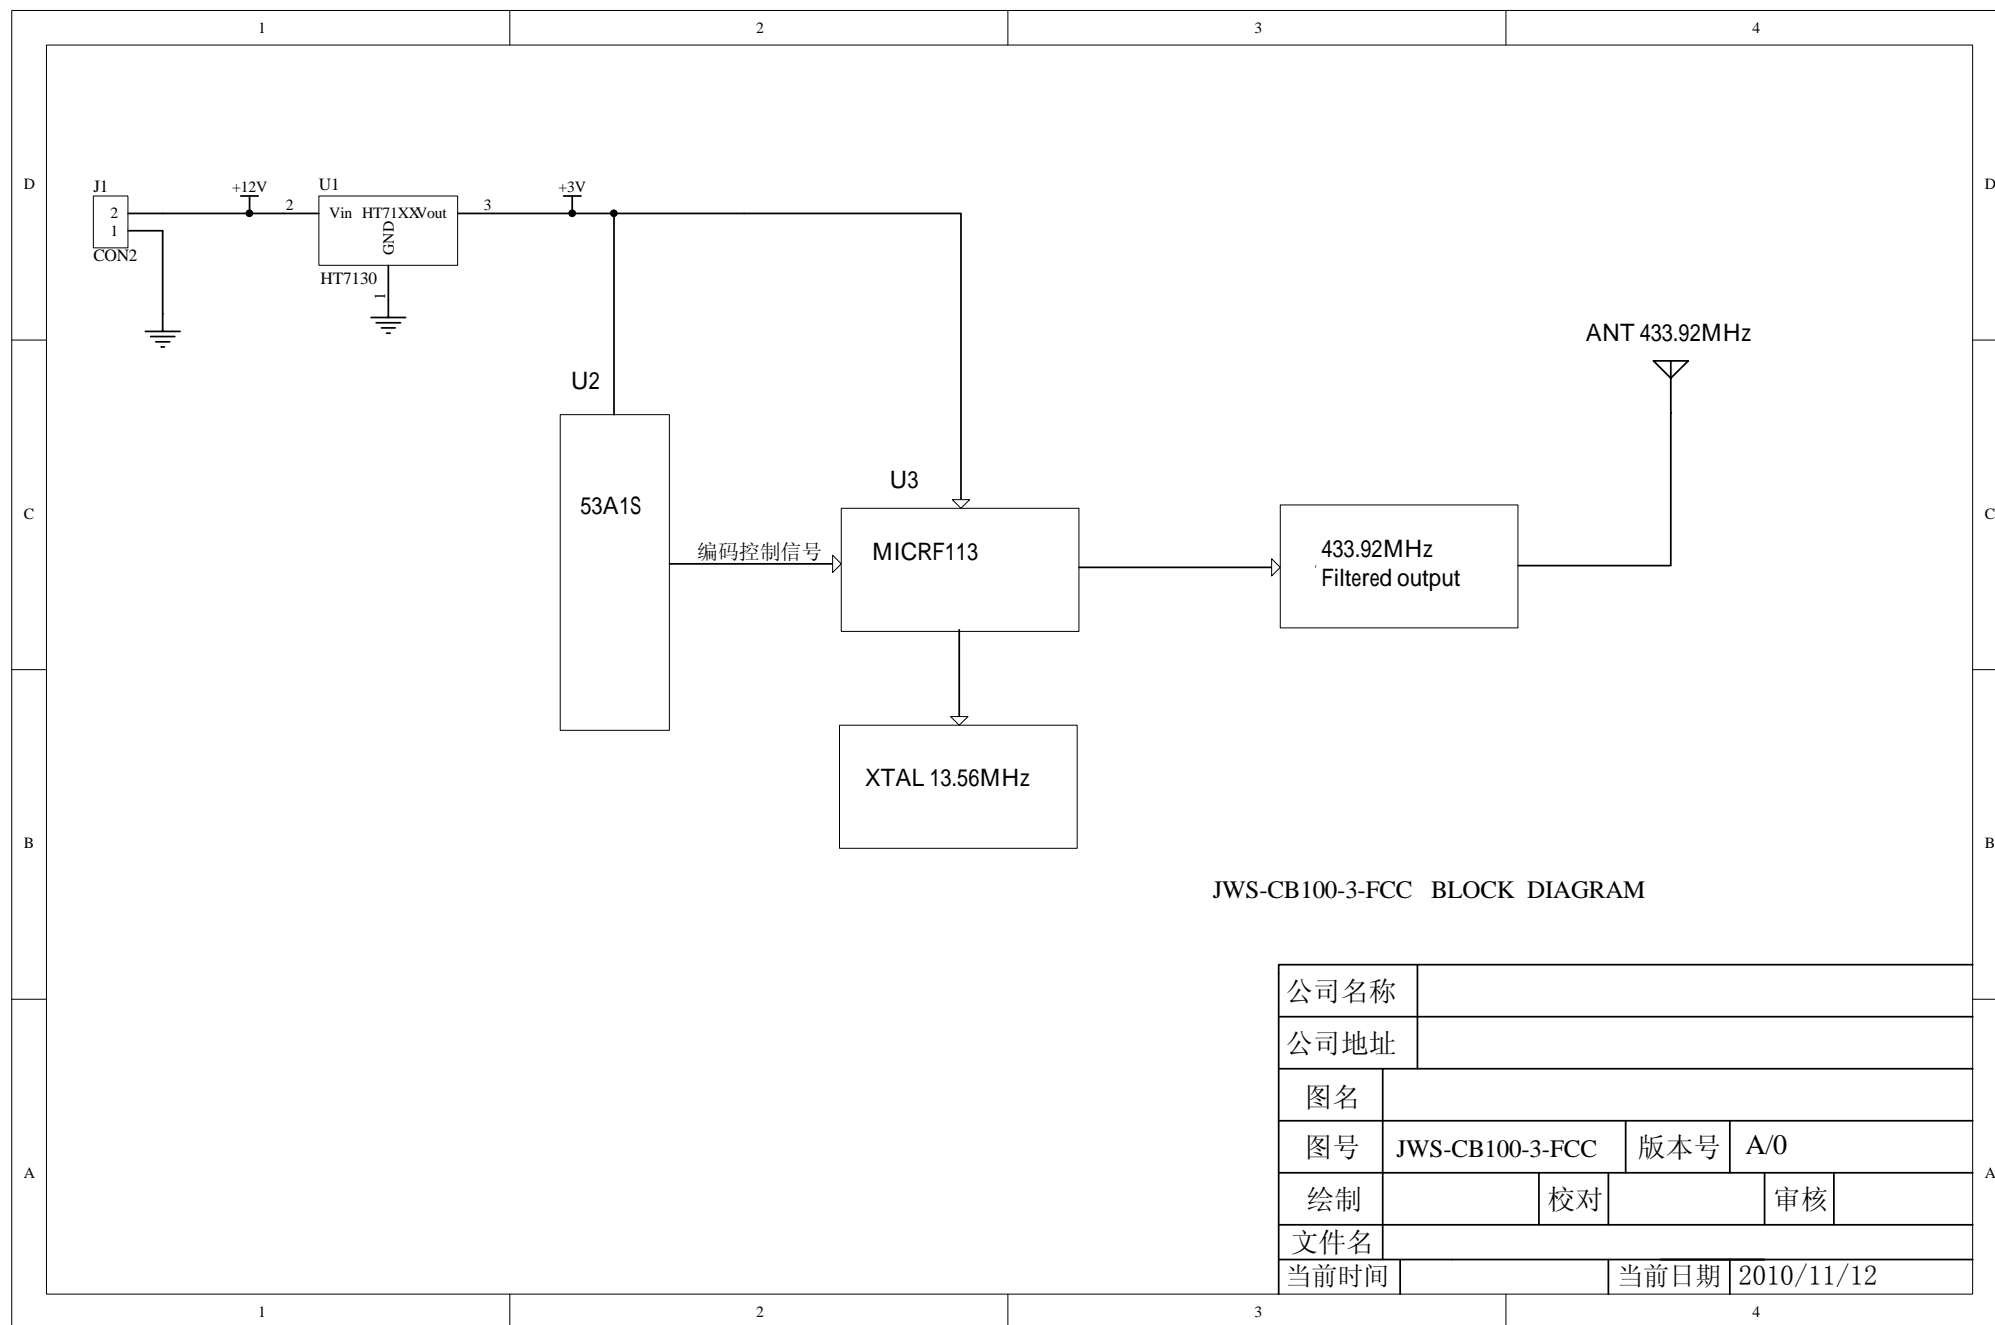 1 2 3 4
D D
J1 +12V U1 +3V
2 2 Vin HT71XX Vout 3
1 GND
CON2
HT7130
1
ANT 433.92MHz
U2
U3
C C
53A1S
编码控制信号
MICRF113
433.92MHz
Filtered output
XTAL 13.56MHz
B B
JWS-CB100-3-FCC BLOCK DIAGRAM
公司名称
公司地址
图名
图号 JWS-CB100-3-FCC 版本号 A/0
A A
绘制 校对 审核
文件名
当前时间 当前日期 2010/11/12
1 2 3 4